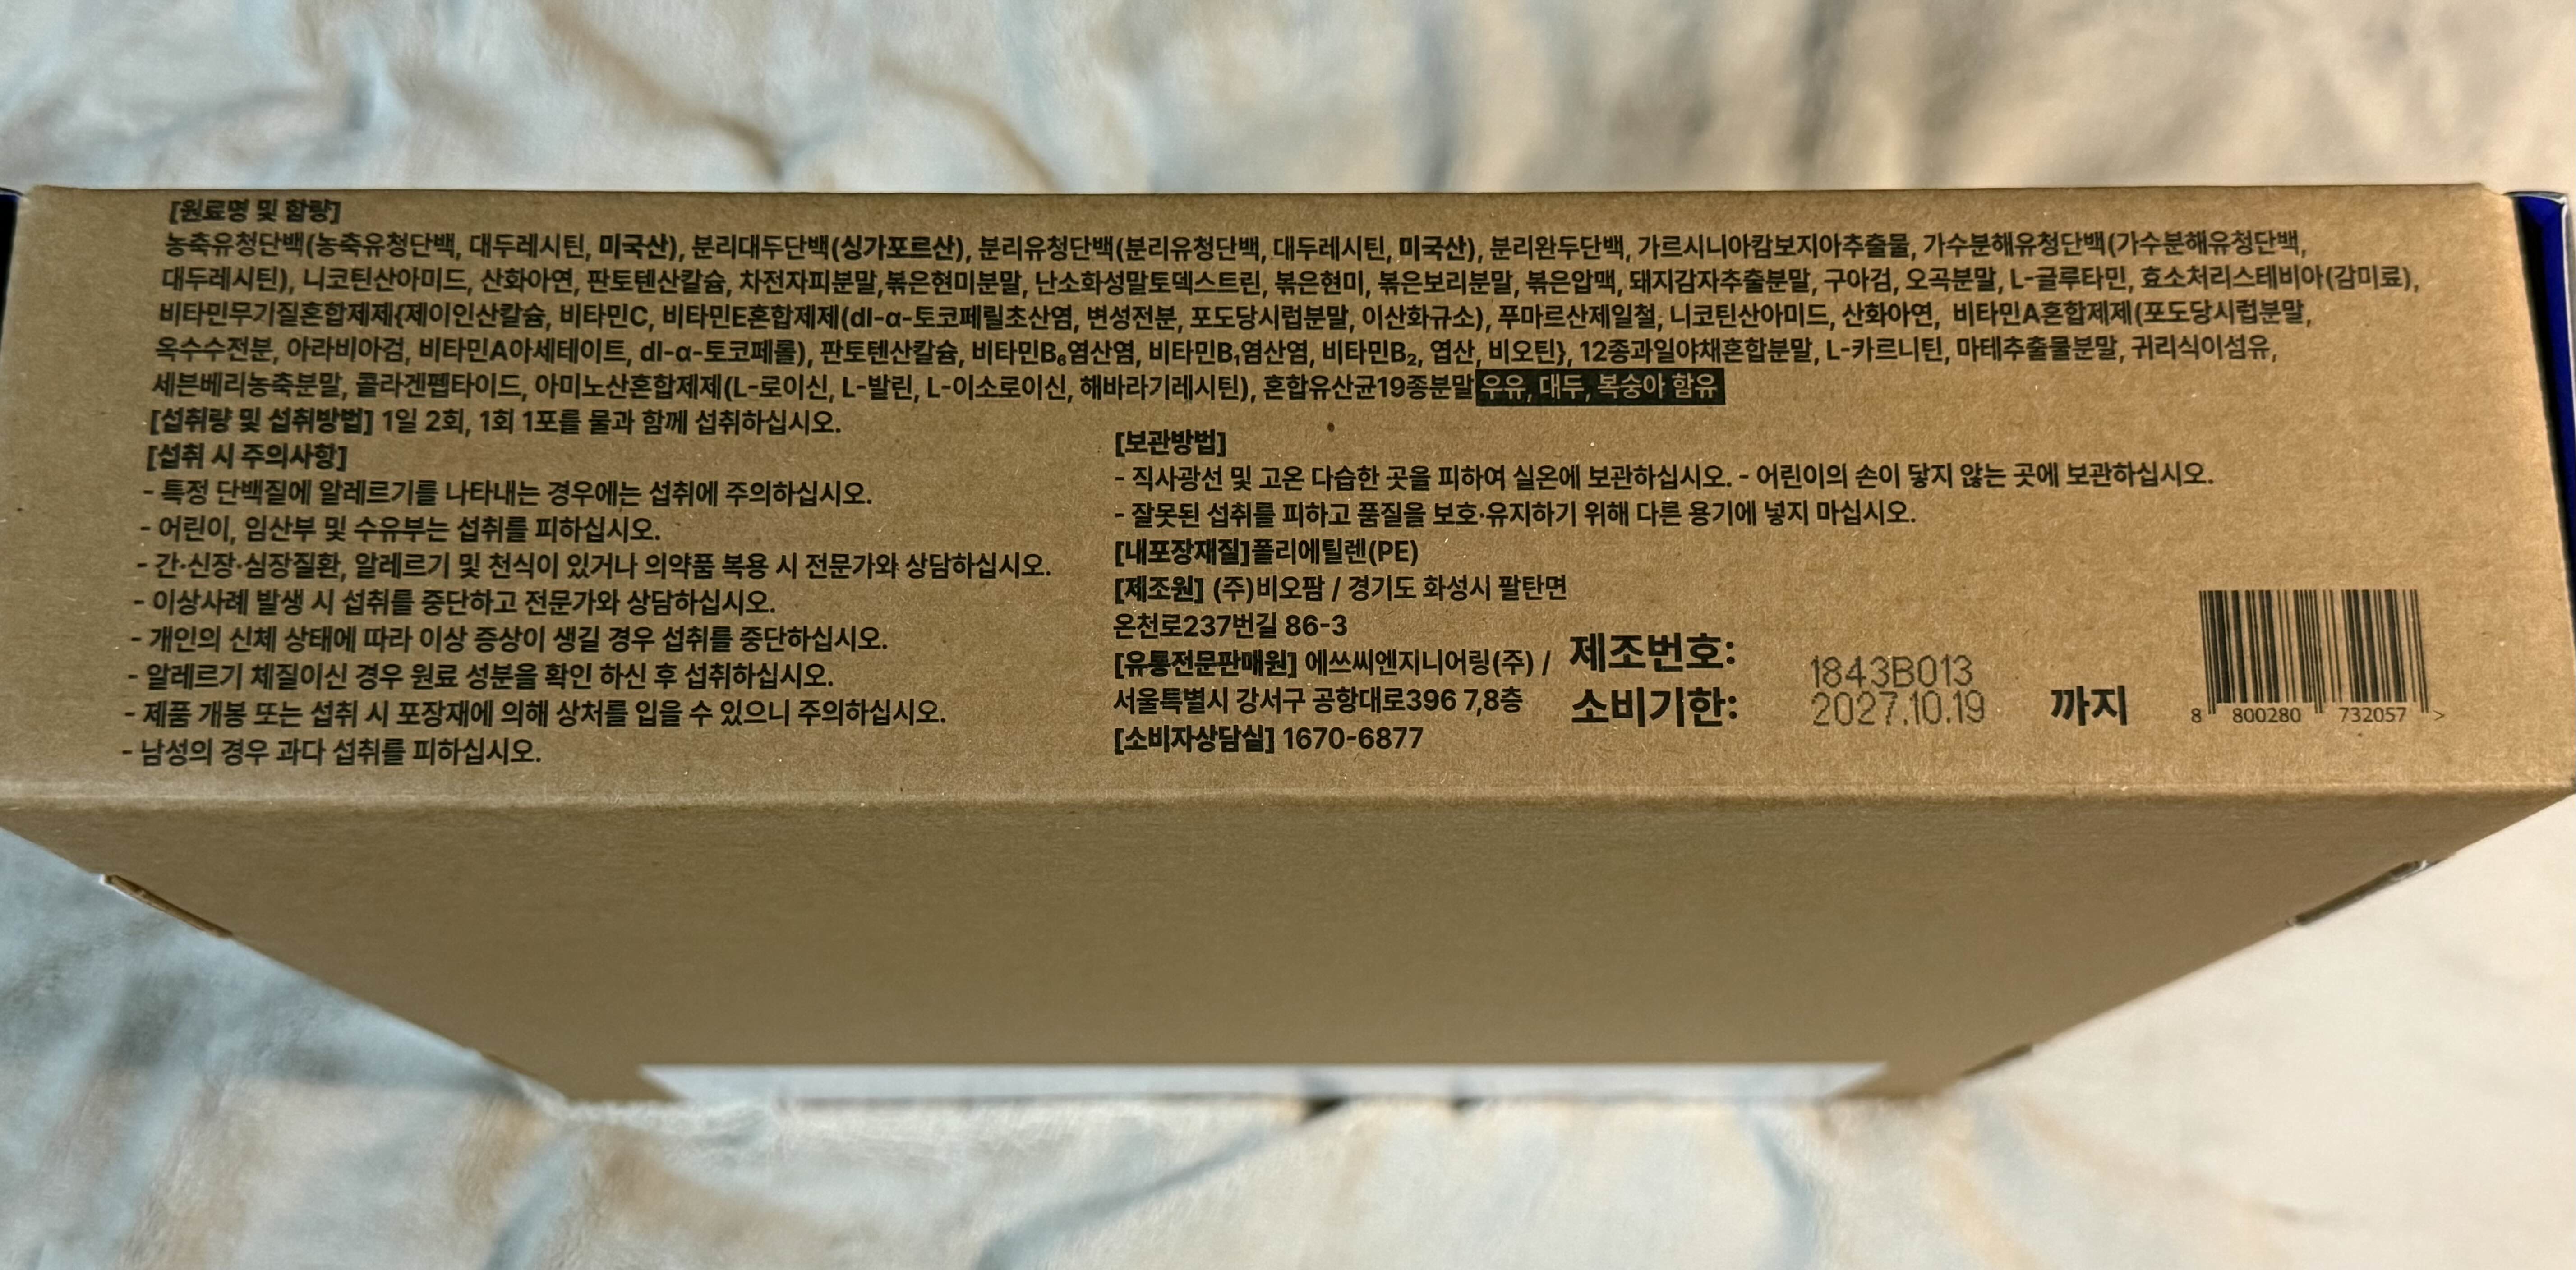 [원료명 및 함량]
농축유청단백(농축유청단백, 대두레시틴, 미국산), 분리대두단백(싱가포르산), 분리유청단백(분리유청단백, 대두레시틴, 미국산), 분리완두단백, 가르시니아캄보지아추출물, 가수분해유청단백(가수분해유청단백,
대두레시틴), 니코틴산아미드, 산화아연, 판토텐산칼슘, 차전자피분말,볶은현미분말, 난소화성말토덱스트린, 볶은현미, 볶은보리분말, 볶은압맥, 돼지감자추출분말, 구아검, 오곡분말, L-글루타민, 효소처리스테비아(감미료),
비타민무기질혼합제제{제이인산칼슘, 비타민C, 비타민E혼합제제(dl-α-토코페릴초산염, 변성전분, 포도당시럽분말, 이산화규소), 푸마르산제일철, 니코틴산아미드, 산화아연, 비타민A혼합제제(포도당시럽분말,
옥수수전분, 아라비아검, 비타민A아세테이트, dl-α-토코페롤), 판토텐산칼슘, 비타민B₆염산염, 비타민B₁염산염, 비타민B₂, 엽산, 비오틴}, 12종과일야채혼합분말, L-카르니틴, 마테추출물분말, 귀리식이섬유,
세븐베리농축분말, 콜라겐펩타이드, 아미노산혼합제제(L-로이신, L-발린, L-이소로이신, 해바라기레시틴), 혼합유산균19종분말 우유, 대두, 복숭아 함유
[섭취량 및 섭취방법] 1일 2회, 1회 1포를 물과 함께 섭취하십시오.
[섭취 시 주의사항]
- 특정 단백질에 알레르기를 나타내는 경우에는 섭취에 주의하십시오.
- 어린이, 임산부 및 수유부는 섭취를 피하십시오.
- 간·신장·심장질환, 알레르기 및 천식이 있거나 의약품 복용 시 전문가와 상담하십시오.
- 이상사례 발생 시 섭취를 중단하고 전문가와 상담하십시오.
- 개인의 신체 상태에 따라 이상 증상이 생길 경우 섭취를 중단하십시오.
- 알레르기 체질이신 경우 원료 성분을 확인 하신 후 섭취하십시오.
- 제품 개봉 또는 섭취 시 포장재에 의해 상처를 입을 수 있으니 주의하십시오.
- 남성의 경우 과다 섭취를 피하십시오.
[보관방법]
- 직사광선 및 고온 다습한 곳을 피하여 실온에 보관하십시오. - 어린이의 손이 닿지 않는 곳에 보관하십시오.
- 잘못된 섭취를 피하고 품질을 보호·유지하기 위해 다른 용기에 넣지 마십시오.
[내포장재질]폴리에틸렌(PE)
[제조원] (주)비오팜 / 경기도 화성시 팔탄면
온천로237번길 86-3
[유통전문판매원] 에쓰씨엔지니어링(주) /
서울특별시 강서구 공항대로396 7,8층
[소비자상담실] 1670-6877
제조번호: 1843B013
소비기한: 2027.10.19 까지
8 800280 732057 >